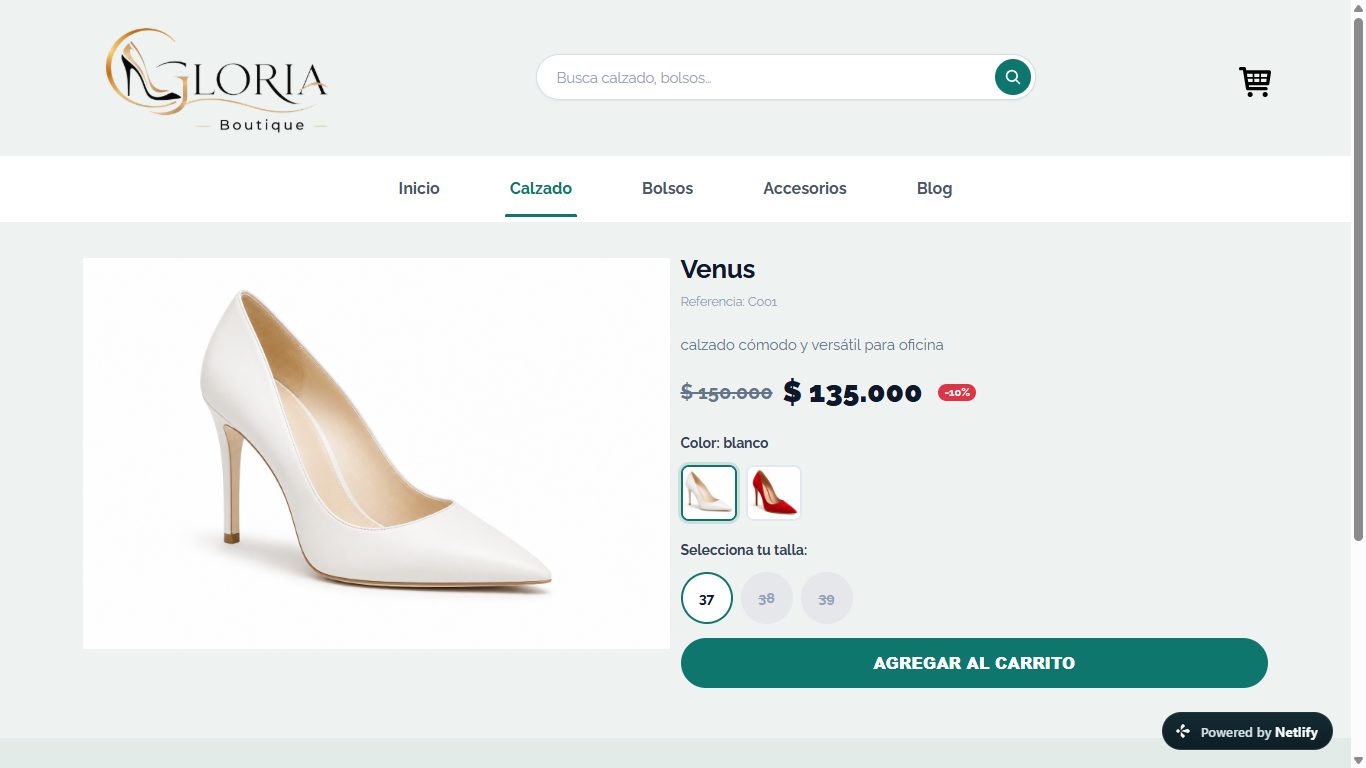 GLORIA
Boutique
Busca calzado, bolsos...
Inicio
Calzado
Bolsos
Accesorios
Blog
Venus
Referencia: C001
calzado cómodo y versátil para oficina
$ 150.000 $ 135.000 -10%
Color: blanco
Selecciona tu talla:
37 38 39
AGREGAR AL CARRITO
Powered by Netlify